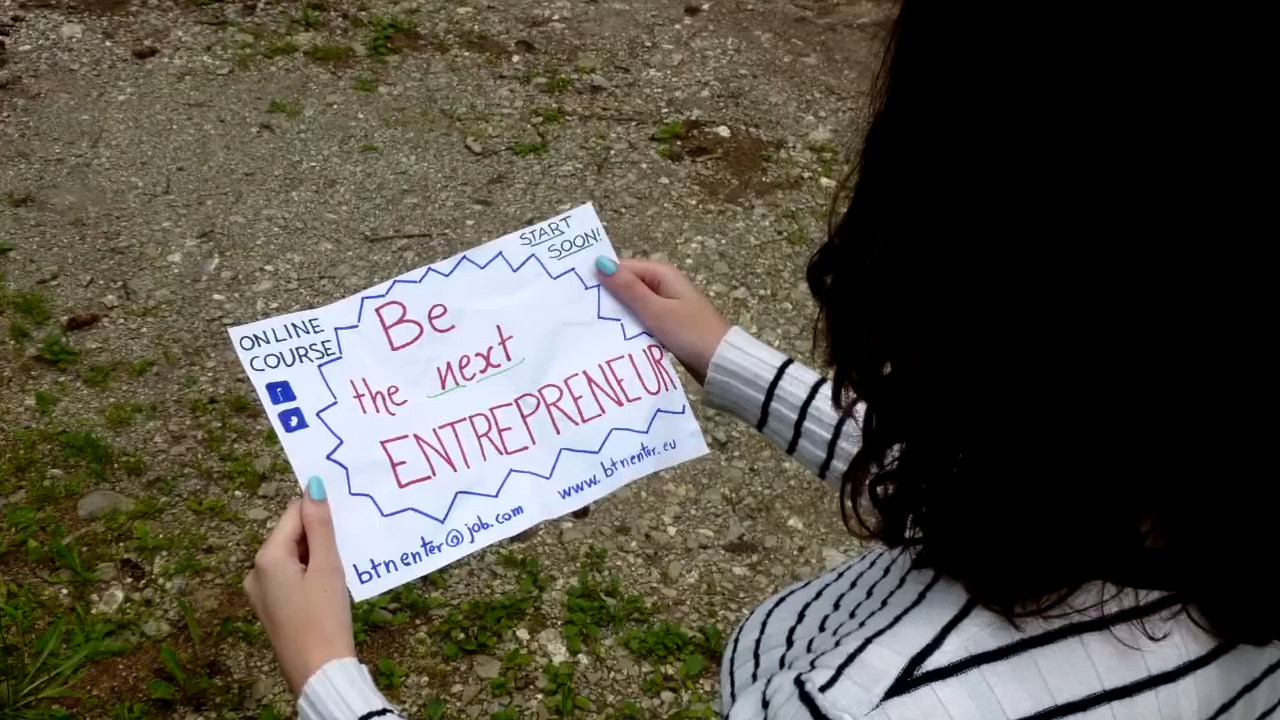 START
SOON!
ONLINE
COURSE
Be
the next
ENTREPRENEUR
btnenter@job.com
www.btnenter.eu